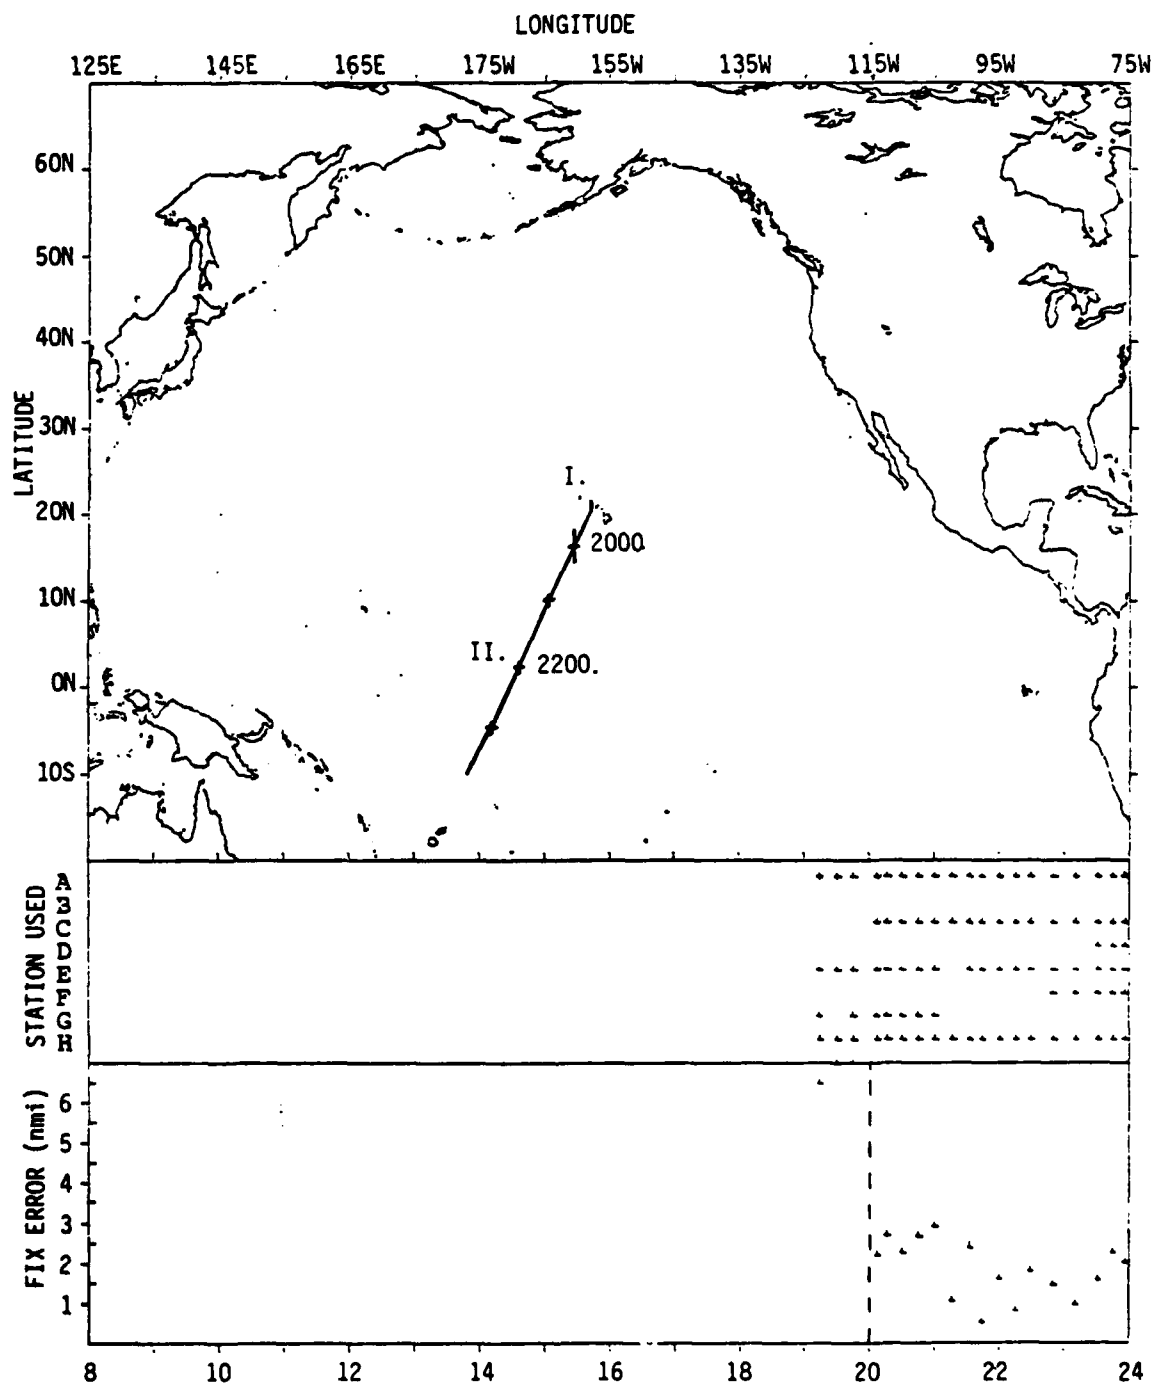 LONGITUDE
125E 145E 165E 175W 155W 135W 115W 95W 75W
LATITUDE
60N
50N
40N
30N
20N
10N
0N
10S
I.
2000
II.
2200.
STATION USED
A
B
C
D
E
F
G
H
FIX ERROR (nmi)
6
5
4
3
2
1
8 10 12 14 16 18 20 22 24